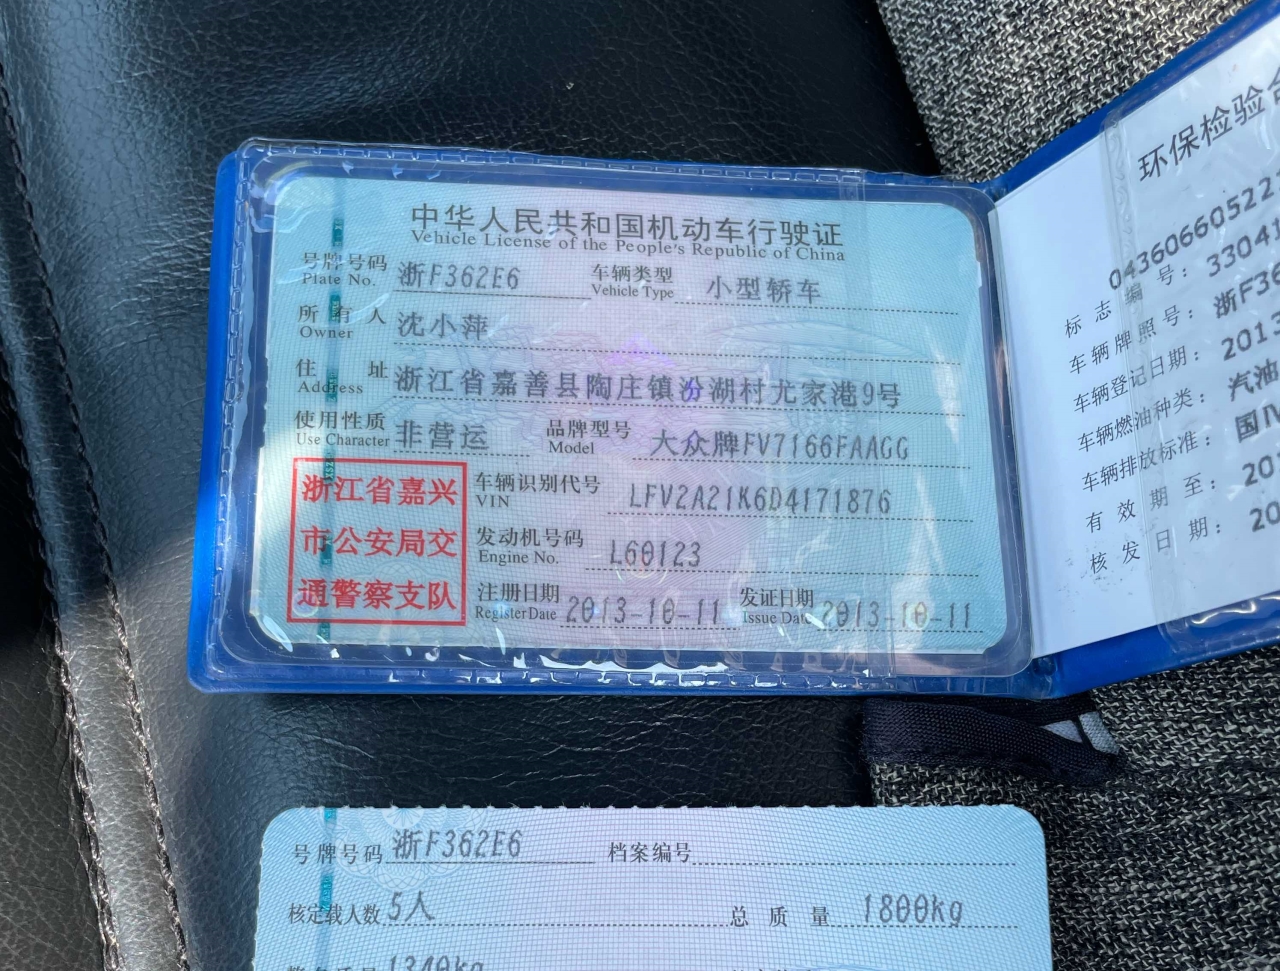 中华人民共和国机动车行驶证
Vehicle License of the People's Republic of China
号牌号码 浙F362E6 车辆类型 小型轿车
Plate No. Vehicle Type
所有人 沈小萍
Owner
住址 浙江省嘉善县陶庄镇汾湖村尤家港9号
Address
使用性质 非营运 品牌型号 大众牌FV7166FAAGG
Use Character Model
浙江省嘉兴
市公安局交
通警察支队
车辆识别代号 LFV2A21K6D4171876
VIN
发动机号码 L60123
Engine No.
注册日期 2013-10-11 发证日期 2013-10-11
Register Date Issue Date
号牌号码 浙F362E6 档案编号
核定载人数 5人 总质量 1800kg
1340kg
环保检验合
043606605222
标志编号: 33041
车辆牌照号: 浙F36
车辆登记日期: 2013
车辆燃油种类: 汽油
车辆排放标准: 国IV
有效期至: 201
核发日期: 20